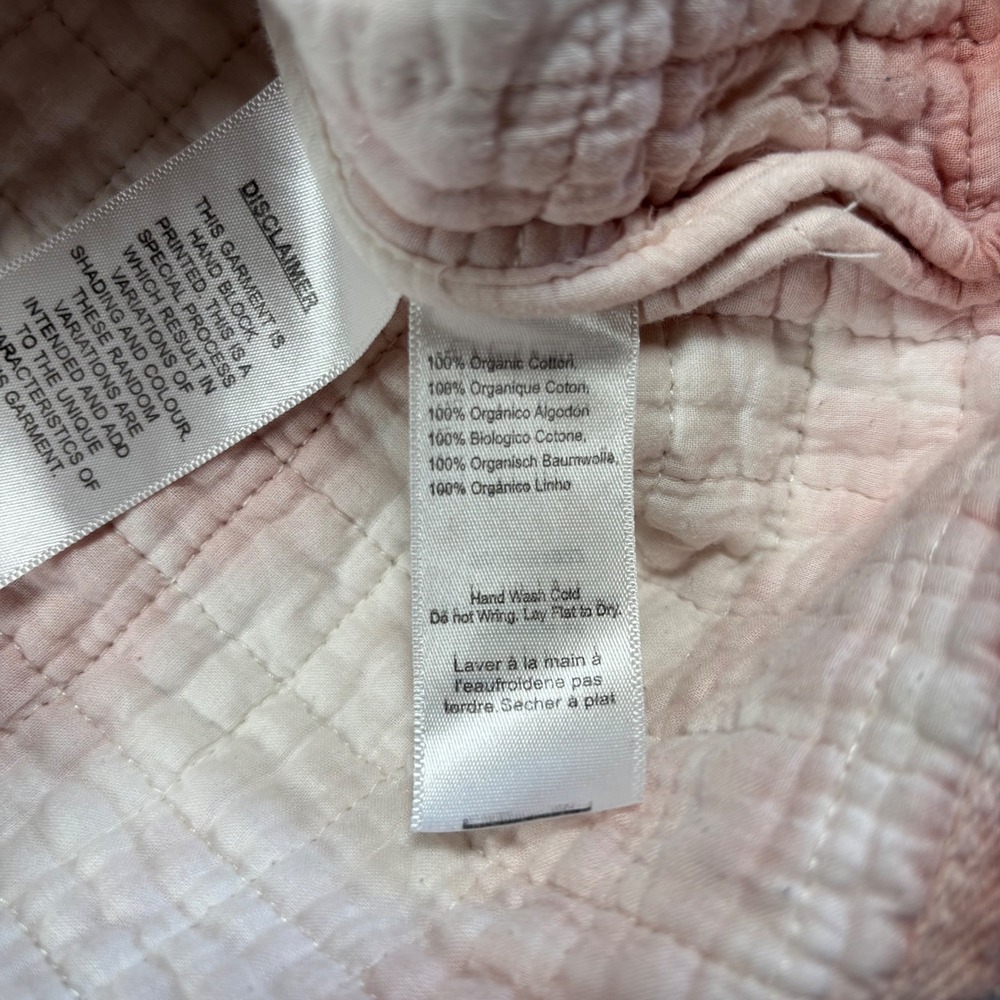 DISCLAIMER
THIS GARMENT IS
HAND BLOCK
PRINTED. THIS IS A
SPECIAL PROCESS
WHICH RESULT IN
VARIATIONS OF
SHADING AND COLOUR.
THESE RANDOM
VARIATIONS ARE
INTENDED AND ADD
TO THE UNIQUE
ARACTERISTICS OF
S GARMENT.
100% Organic Cotton,
100% Organique Coton,
100% Orgánico Algodón
100% Biologico Cotone,
100% Organisch Baumwolle,
100% Orgânico Linho
Hand Wash Cold
Do not Wring. Lay Flat to Dry.
Laver à la main à
l'eaufroidene pas
tordre.Secher à plat